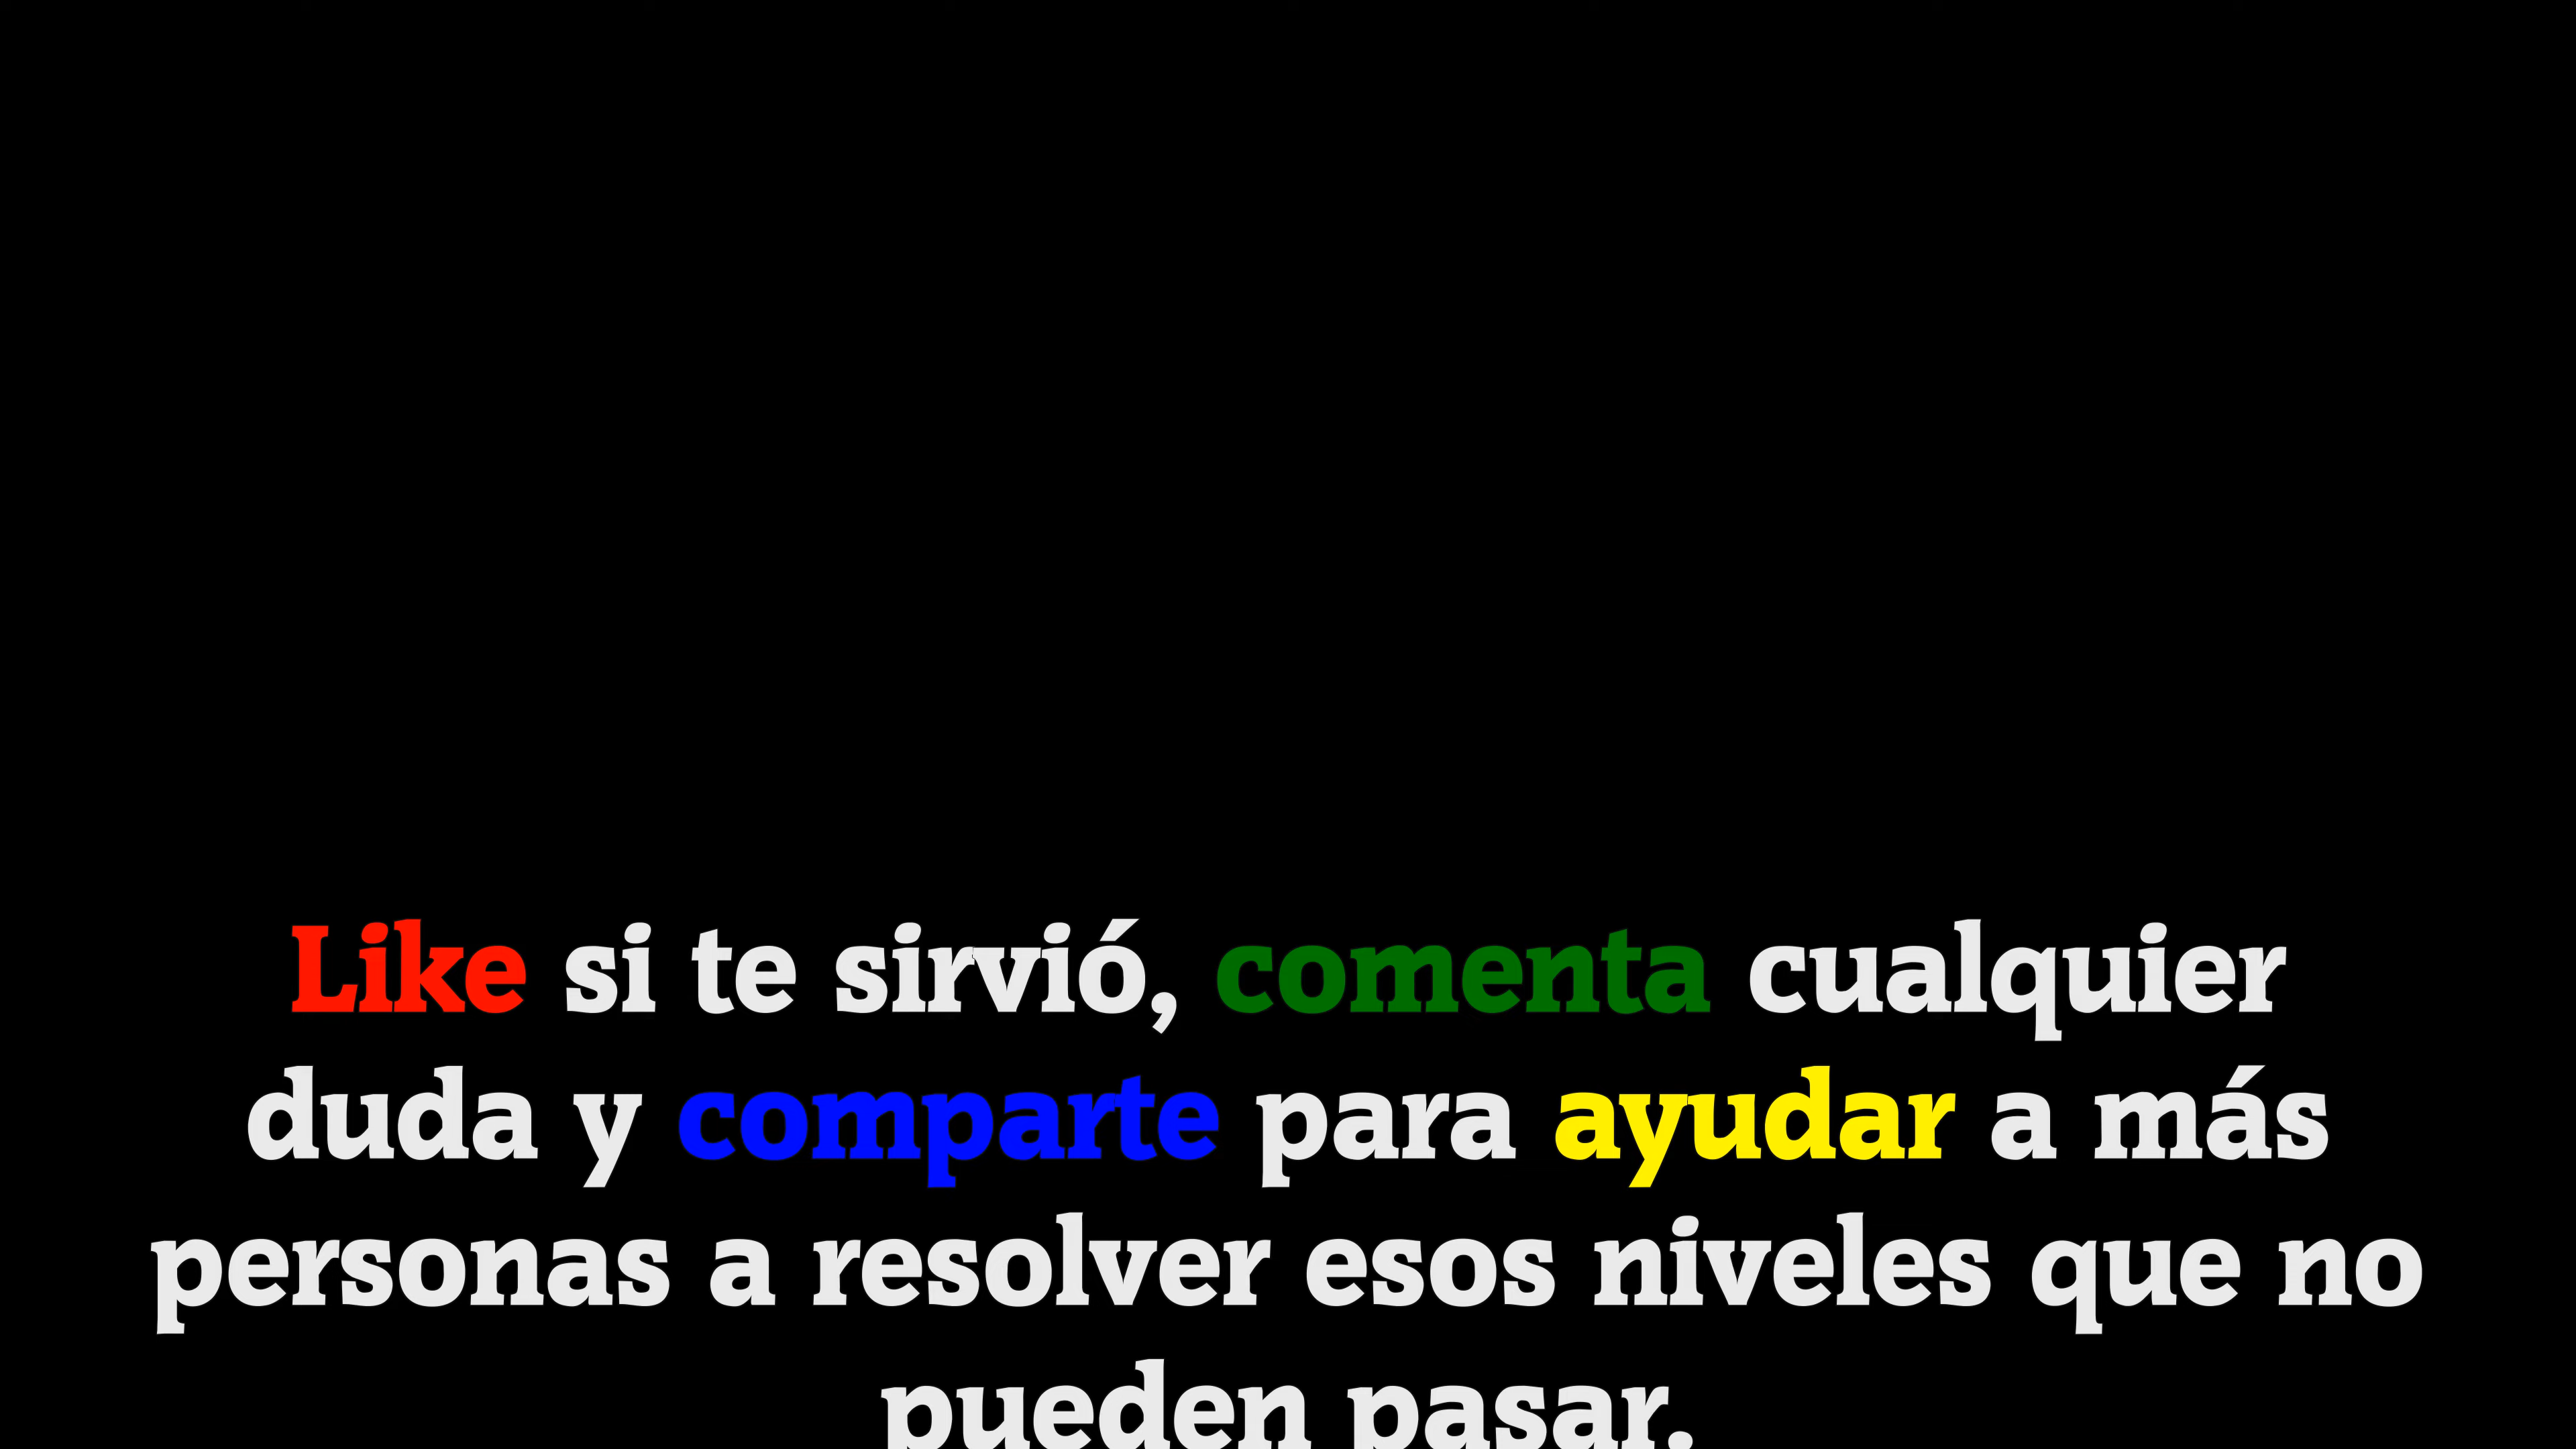 Like si te sirvió, comenta cualquier
duda y comparte para ayudar a más
personas a resolver esos niveles que no
pueden pasar.